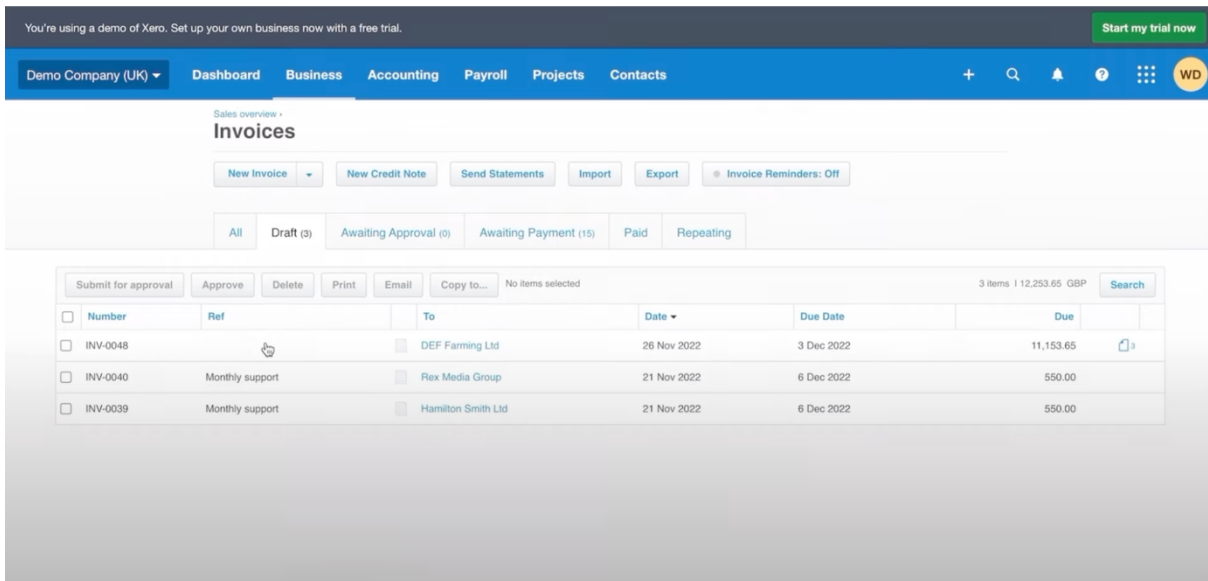 You're using a demo of Xero. Set up your own business now with a free trial. Start my trial now
Demo Company (UK) Dashboard Business Accounting Payroll Projects Contacts WD
Sales overview ›
Invoices
New Invoice New Credit Note Send Statements Import Export Invoice Reminders: Off
All Draft (3) Awaiting Approval (0) Awaiting Payment (15) Paid Repeating
Submit for approval Approve Delete Print Email Copy to... No items selected 3 items | 12,253.65 GBP Search
Number Ref To Date Due Date Due
INV-0048 DEF Farming Ltd 26 Nov 2022 3 Dec 2022 11,153.65 3
INV-0040 Monthly support Rex Media Group 21 Nov 2022 6 Dec 2022 550.00
INV-0039 Monthly support Hamilton Smith Ltd 21 Nov 2022 6 Dec 2022 550.00